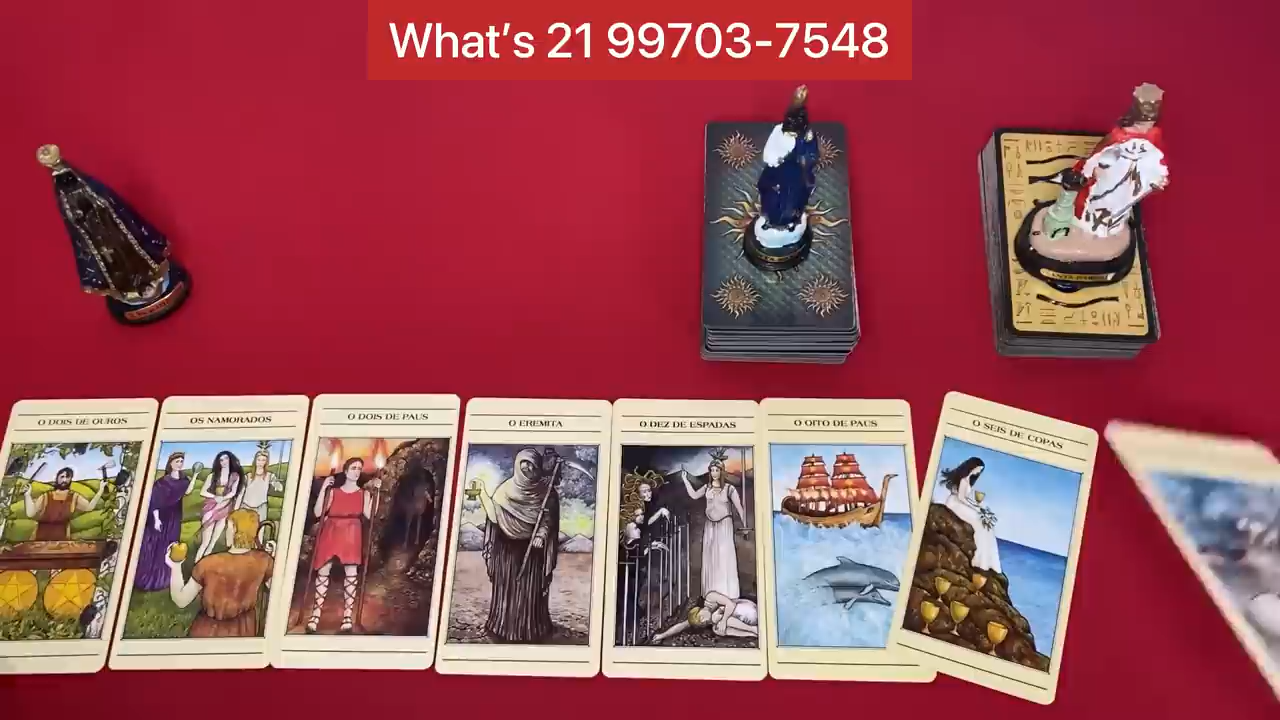 What’s 21 99703-7548
O DOIS DE OUROS
OS NAMORADOS
O DOIS DE PAUS
O EREMITA
O DEZ DE ESPADAS
O OITO DE PAUS
O SEIS DE COPAS